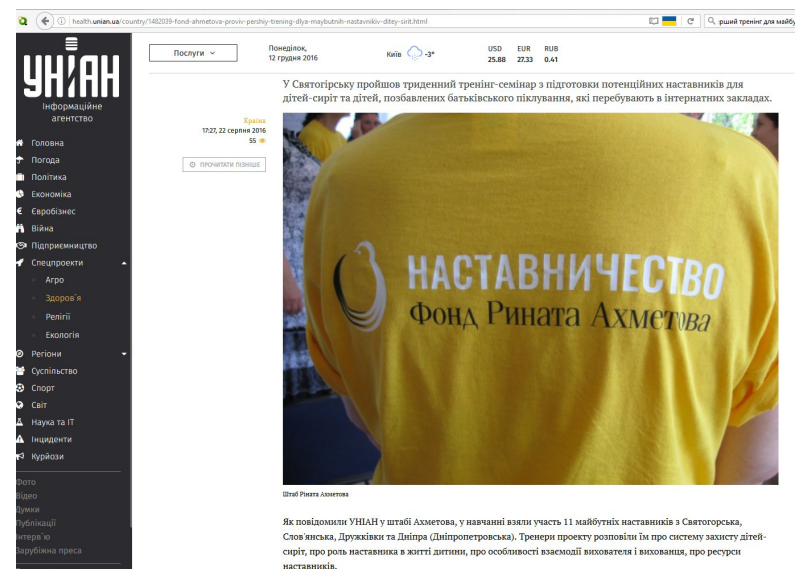 health.unian.ua/country/1482039-fond-ahmetova-proviv-pershiy-trening-dlya-maybutnih-nastavnikiv-ditey-sirit.html
рший тренінг для майбу
УНІАН
Інформаційне
агентство
Головна
Погода
Політика
Економіка
Євробізнес
Війна
Підприємництво
Спецпроекти
Агро
Здоров`я
Релігії
Екологія
Регіони
Суспільство
Спорт
Світ
Наука та ІТ
Інциденти
Курйози
Фото
Відео
Думки
Публікації
Інтерв`ю
Зарубіжна преса
Послуги
Понеділок,
12 грудня 2016
Київ -3°
USD EUR RUB
25.88 27.33 0.41
Країна
17:27, 22 серпня 2016
55
ПРОЧИТАТИ ПІЗНІШЕ
У Святогірську пройшов триденний тренінг-семінар з підготовки потенційних наставників для
дітей-сиріт та дітей, позбавлених батьківського піклування, які перебувають в інтернатних закладах.
НАСТАВНИЧЕСТВО
Фонд Рината Ахметова
Штаб Ріната Ахметова
Як повідомили УНІАН у штабі Ахметова, у навчанні взяли участь 11 майбутніх наставників з Святогорська,
Слов'янська, Дружківки та Дніпра (Дніпропетровська). Тренери проекту розповіли їм про систему захисту дітей-
сиріт, про роль наставника в житті дитини, про особливості взаємодії вихователя і вихованця, про ресурси
наставників.